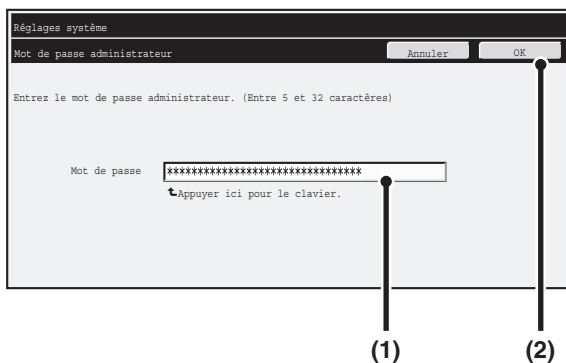 Réglages système
Mot de passe administrateur Annuler OK
Entrez le mot de passe administrateur. (Entre 5 et 32 caractères)
Mot de passe ********************************
Appuyer ici pour le clavier.
(1) (2)